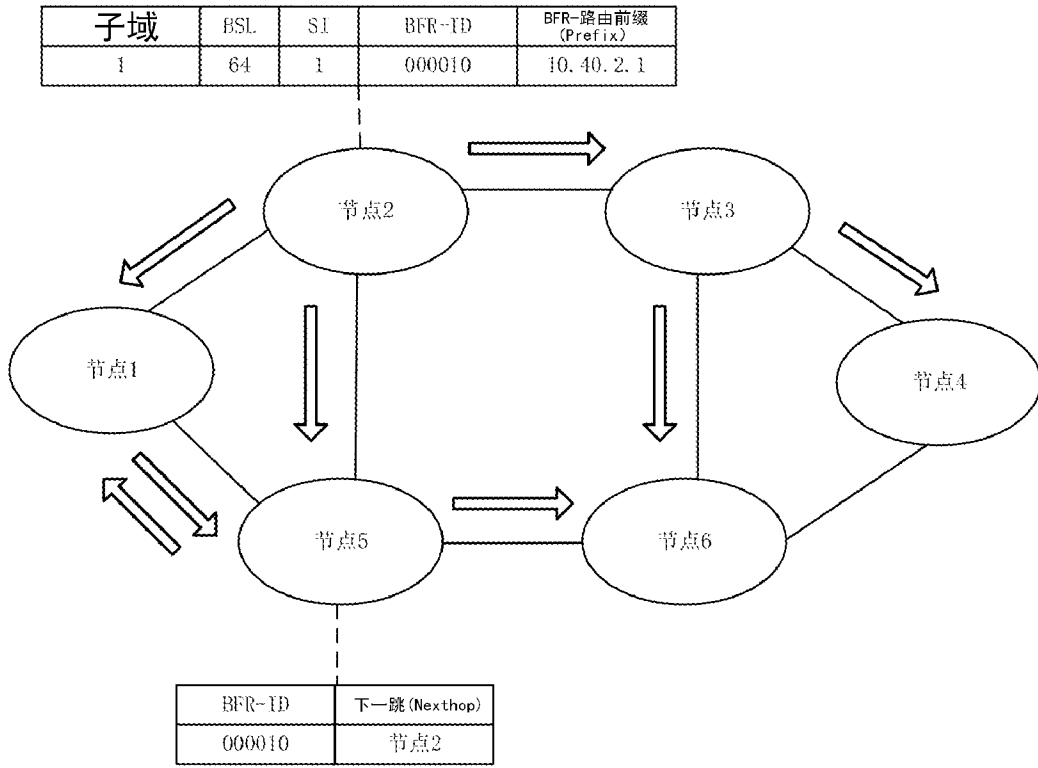 子域 BSL SI BFR-ID BFR-路由前缀
(Prefix)
1 64 1 000010 10.40.2.1
节点2
节点3
节点1
节点4
节点5
节点6
BFR-ID 下一跳(Nexthop)
000010 节点2